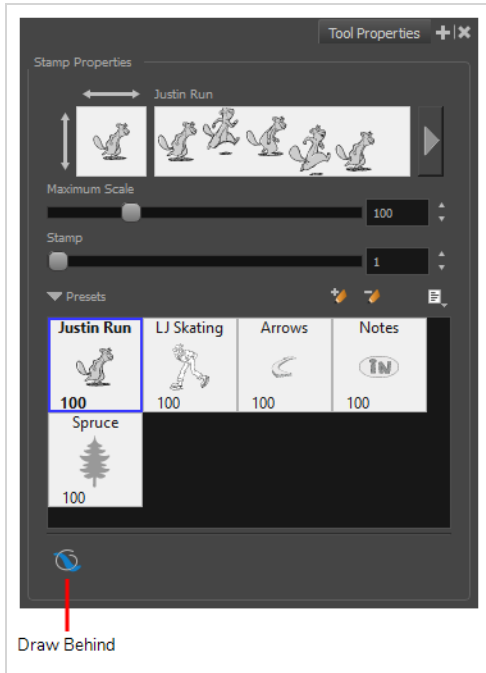 Tool Properties
Stamp Properties
Justin Run
Maximum Scale
100
Stamp
1
Presets
Justin Run
100
LJ Skating
100
Arrows
100
Notes
IN
100
Spruce
100
Draw Behind